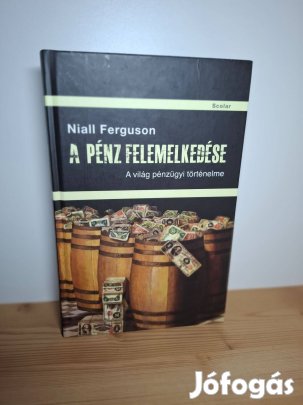 Scolar
Niall Ferguson
A PÉNZ FELEMELKEDÉSE
A világ pénzügyi történelme
Jófogás